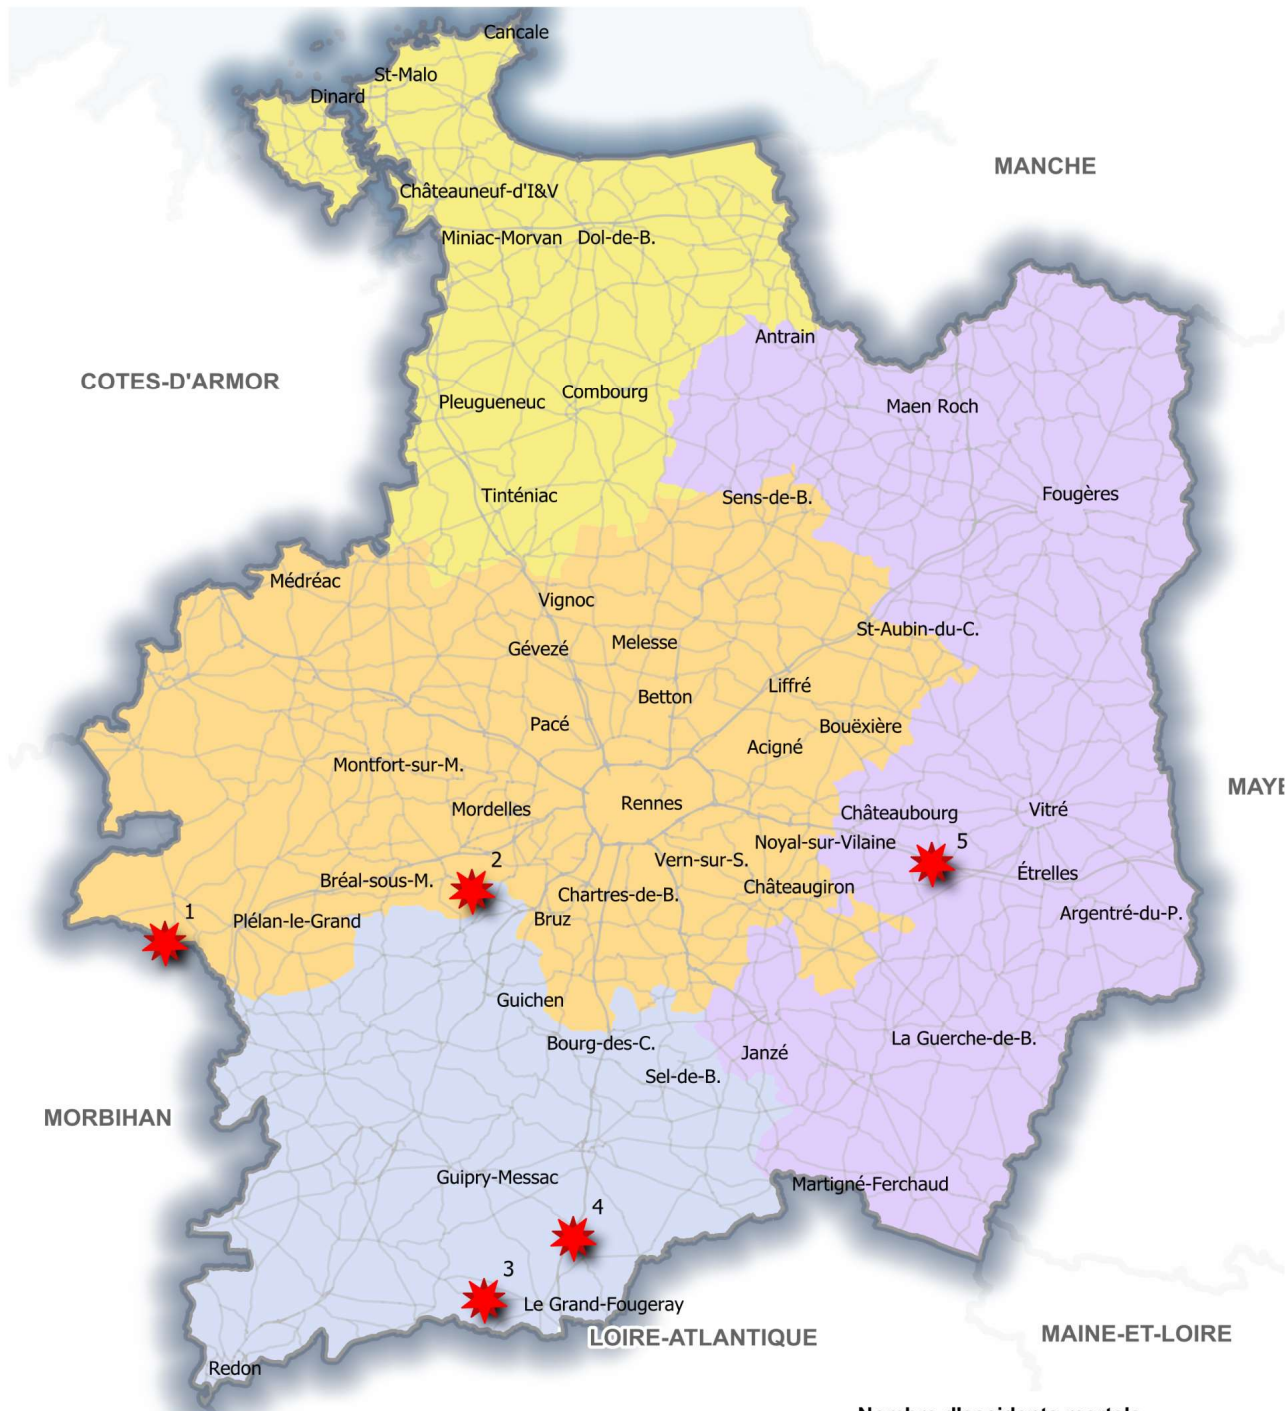 Cancale
St-Malo
Dinard
MANCHE
Châteauneuf-d'I&V
Miniac-Morvan
Dol-de-B.
Antrain
COTES-D'ARMOR
Combourg
Pleugueneuc
Maen Roch
Tinténiac
Sens-de-B.
Fougères
Médréac
Vignoc
St-Aubin-du-C.
Gévezé
Melesse
Liffré
Betton
Pacé
Bouëxière
Acigné
Montfort-sur-M.
MAYE
Mordelles
Rennes
Châteaubourg
Vitré
Noyal-sur-Vilaine
5
2
Vern-sur-S.
Étrelles
Bréal-sous-M.
Chartres-de-B.
Châteaugiron
1
Plélan-le-Grand
Bruz
Argentré-du-P.
Guichen
Bourg-des-C.
Janzé
La Guerche-de-B.
Sel-de-B.
MORBIHAN
Guipry-Messac
Martigné-Ferchaud
4
3
Le Grand-Fougeray
LOIRE-ATLANTIQUE
MAINE-ET-LOIRE
Redon